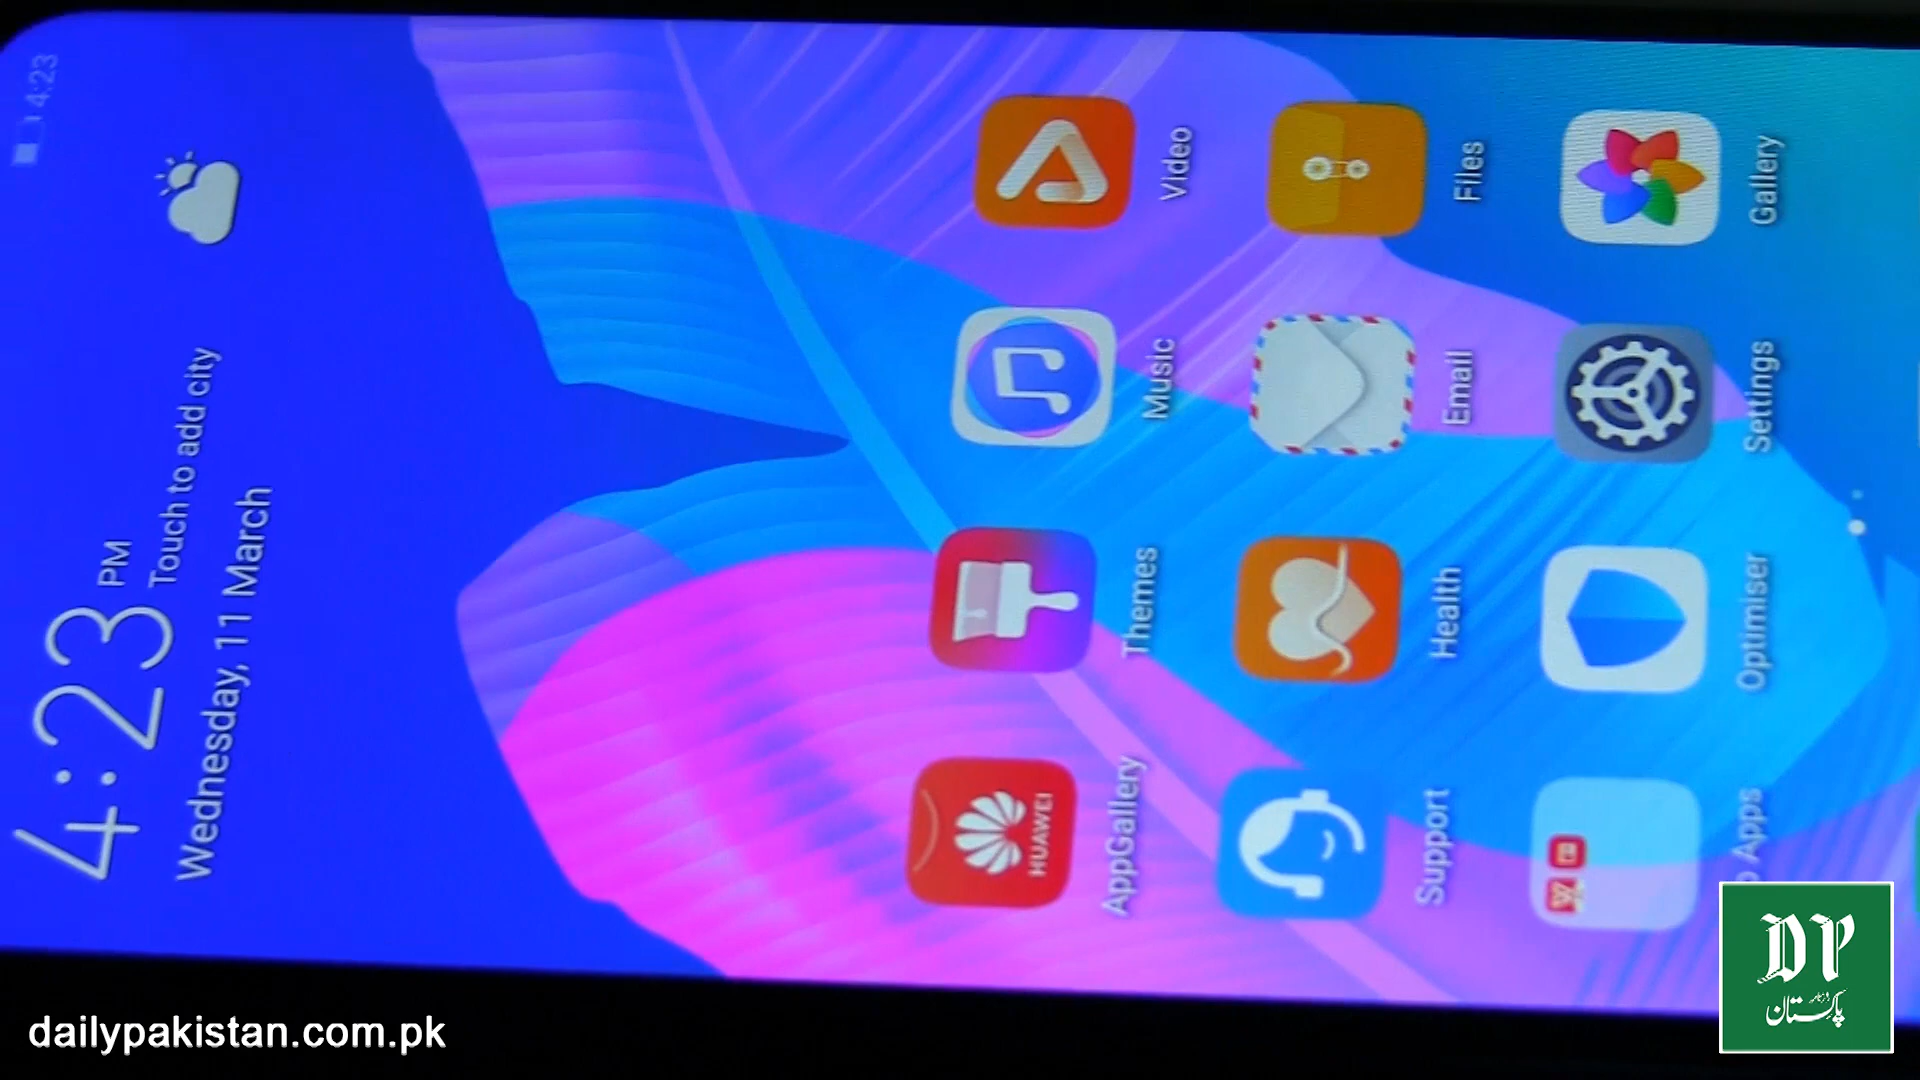 4:23
4:23 PM
Touch to add city
Wednesday, 11 March
Video
Music
Themes
HUAWEI
AppGallery
Files
Email
Health
Support
Gallery
Settings
Optimiser
Apps
dailypakistan.com.pk
DP
روزنامہ
پاکستان